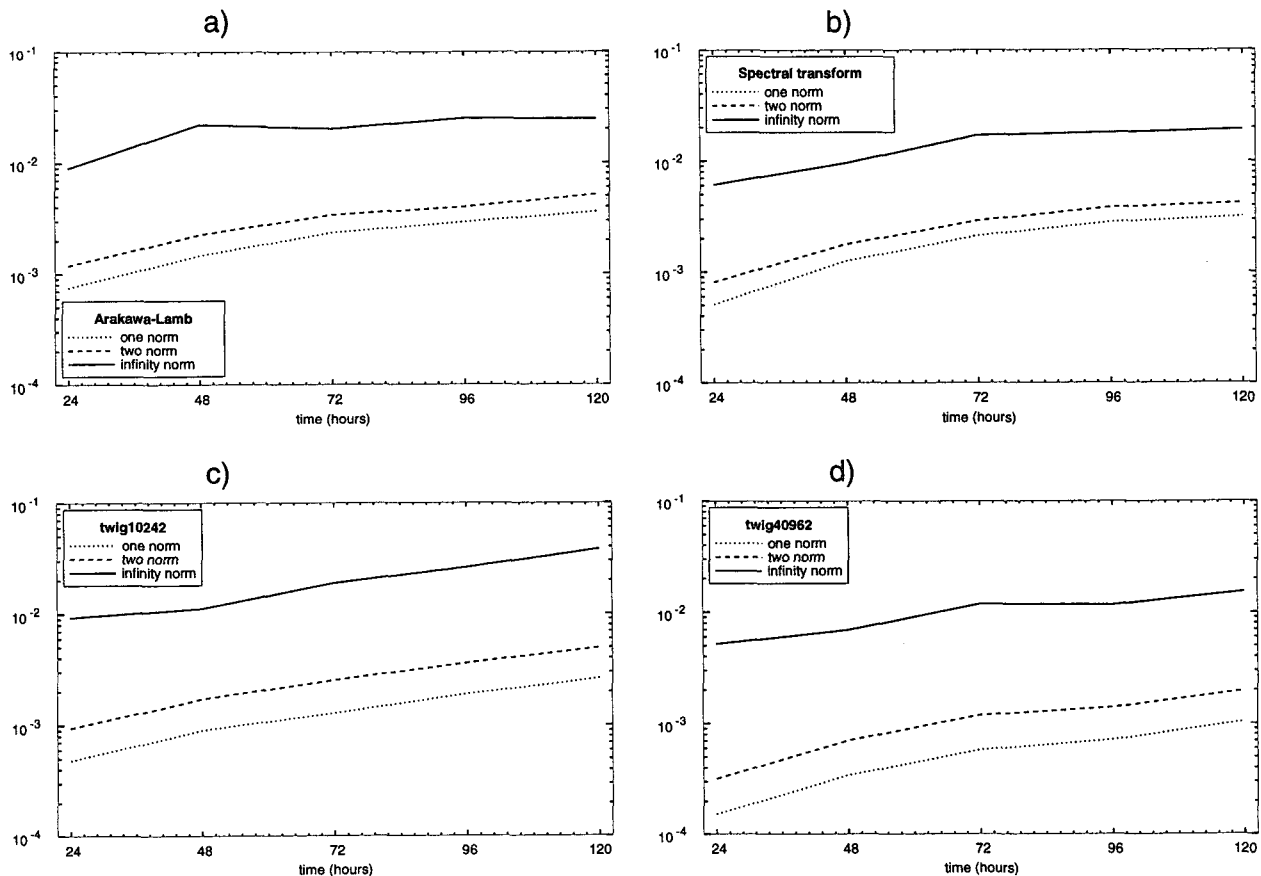 a)
10-1
10-2
10-3
10-4
Arakawa-Lamb
one norm
two norm
infinity norm
24 48 72 96 120
time (hours)
b)
10-1
10-2
10-3
10-4
Spectral transform
one norm
two norm
infinity norm
24 48 72 96 120
time (hours)
c)
10-1
10-2
10-3
10-4
twig10242
one norm
two norm
infinity norm
24 48 72 96 120
time (hours)
d)
10-1
10-2
10-3
10-4
twig40962
one norm
two norm
infinity norm
24 48 72 96 120
time (hours)